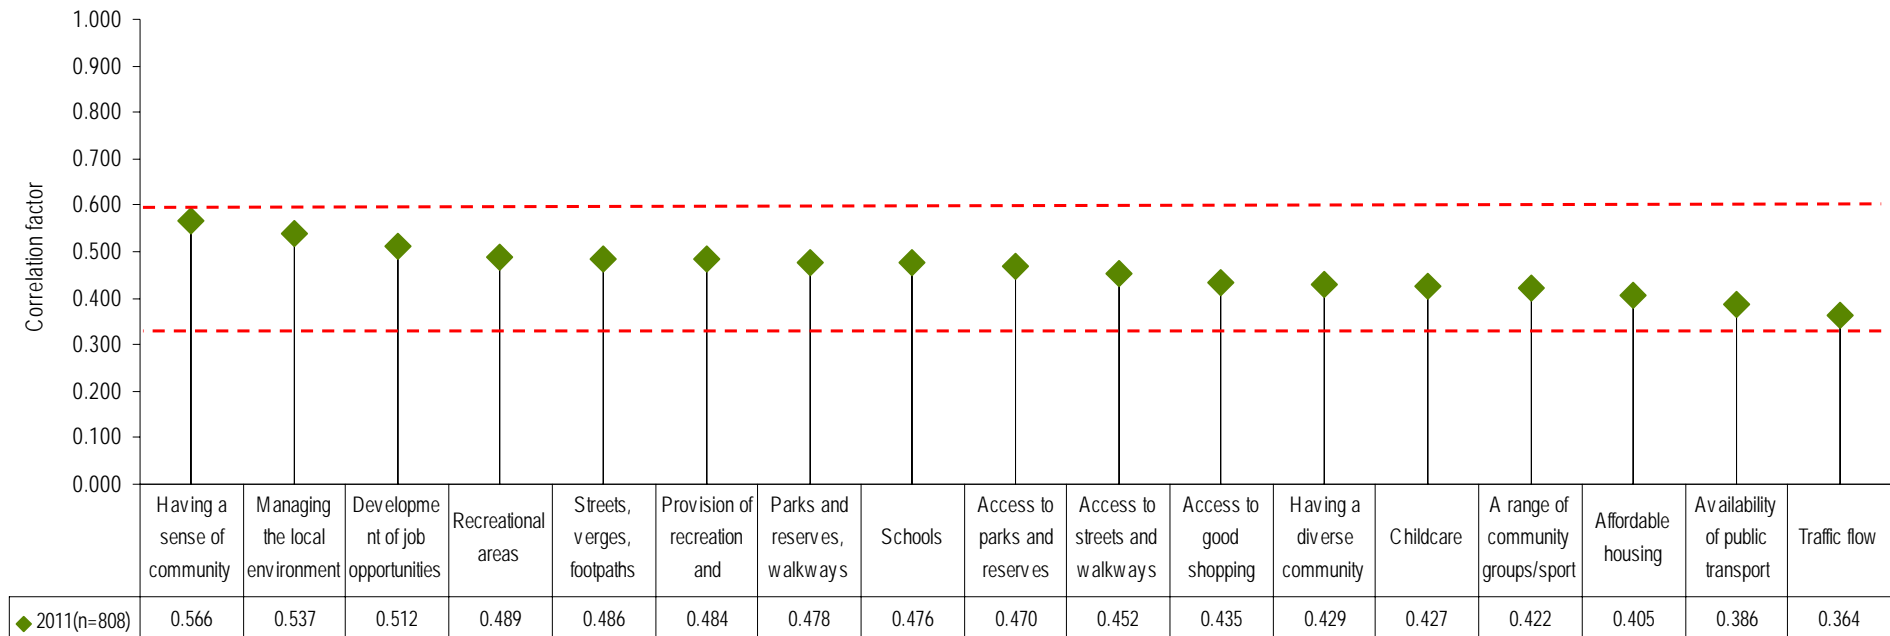 1.000
0.900
0.800
0.700
0.600
0.500
0.400
0.300
0.200
0.100
0.000
Correlation factor
Having a
sense of
community
Managing
the local
environment
Developme
nt of job
opportunities
Recreational
areas
Streets,
verges,
footpaths
Provision of
recreation
and
Parks and
reserves,
walkways
Schools
Access to
parks and
reserves
Access to
streets and
walkways
Access to
good
shopping
Having a
diverse
community
Childcare
A range of
community
groups/sport
Affordable
housing
Availability
of public
transport
Traffic flow
2011(n=808) 0.566 0.537 0.512 0.489 0.486 0.484 0.478 0.476 0.470 0.452 0.435 0.429 0.427 0.422 0.405 0.386 0.364